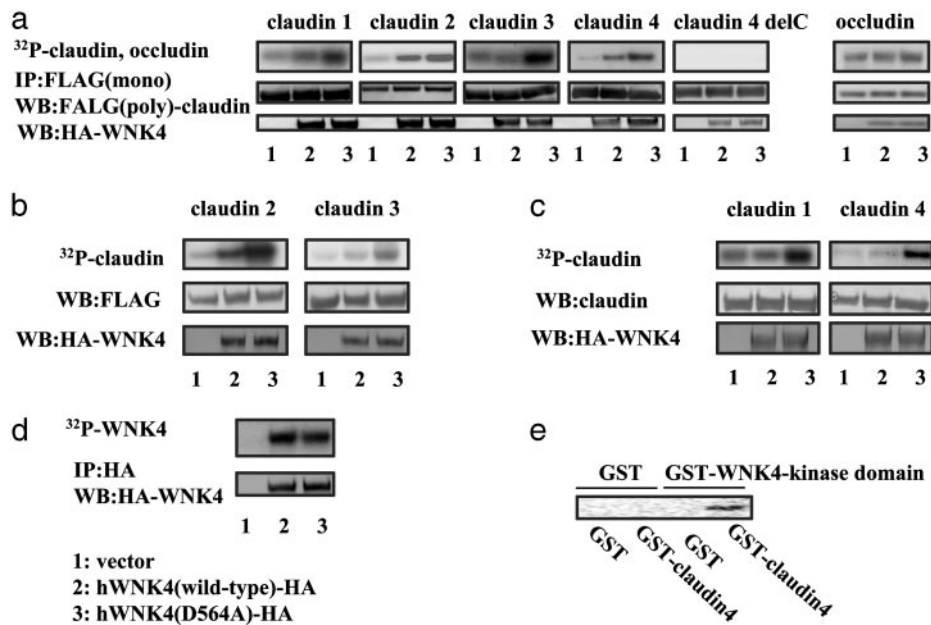 a
claudin 1 claudin 2 claudin 3 claudin 4 claudin 4 delC occludin
32P-claudin, occludin
IP:FLAG(mono)
WB:FALG(poly)-claudin
WB:HA-WNK4
1 2 3 1 2 3 1 2 3 1 2 3 1 2 3 1 2 3
b
claudin 2 claudin 3
32P-claudin
WB:FLAG
WB:HA-WNK4
1 2 3 1 2 3
c
claudin 1 claudin 4
32P-claudin
WB:claudin
WB:HA-WNK4
1 2 3 1 2 3
d
32P-WNK4
IP:HA
WB:HA-WNK4
1 2 3
1: vector
2: hWNK4(wild-type)-HA
3: hWNK4(D564A)-HA
e
GST GST-WNK4-kinase domain
GST GST-claudin4 GST GST-claudin4